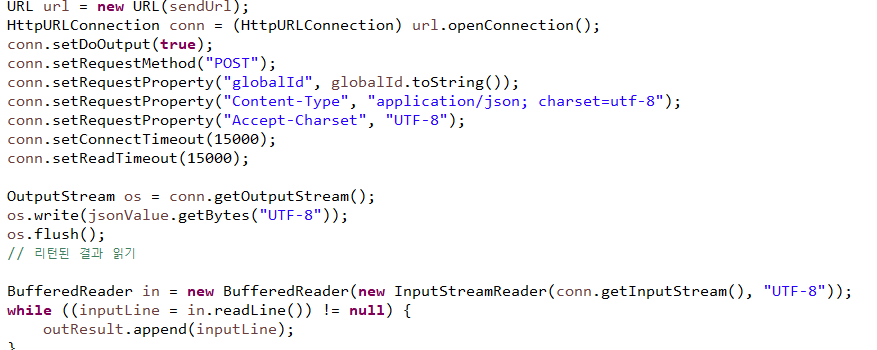 URL url = new URL(sendUrl);
HttpURLConnection conn = (HttpURLConnection) url.openConnection();
conn.setDoOutput(true);
conn.setRequestMethod("POST");
conn.setRequestProperty("globalId", globalId.toString());
conn.setRequestProperty("Content-Type", "application/json; charset=utf-8");
conn.setRequestProperty("Accept-Charset", "UTF-8");
conn.setConnectTimeout(15000);
conn.setReadTimeout(15000);
OutputStream os = conn.getOutputStream();
os.write(jsonValue.getBytes("UTF-8"));
os.flush();
// 리턴된 결과 읽기
BufferedReader in = new BufferedReader(new InputStreamReader(conn.getInputStream(), "UTF-8"));
while ((inputLine = in.readLine()) != null) {
outResult.append(inputLine);
}